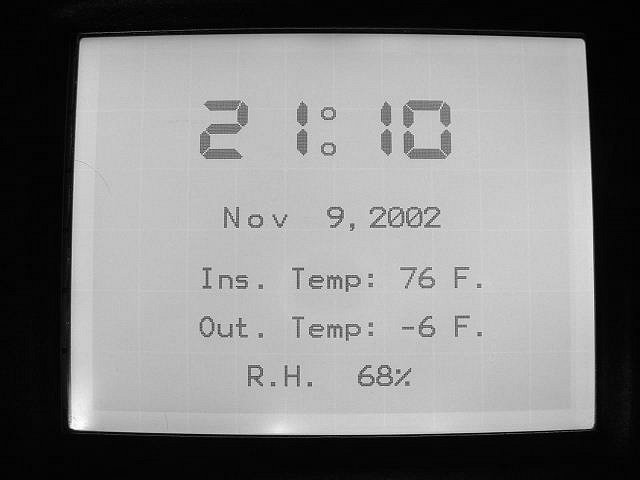 21:10
Nov 9, 2002
Ins. Temp: 76 F.
Out. Temp: -6 F.
R.H. 68%